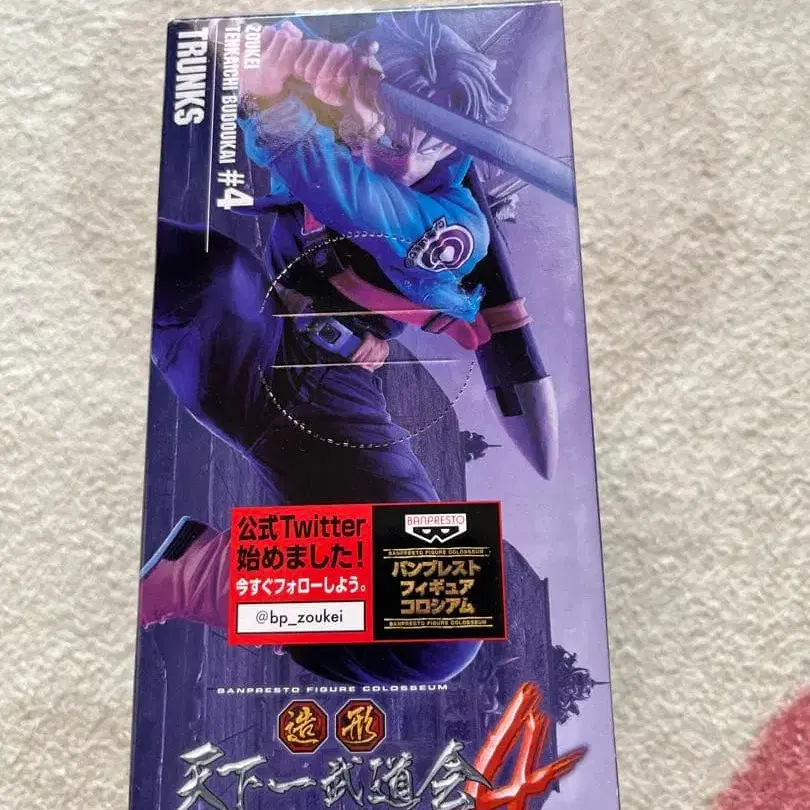 ZOUKEI
TENKAICHI BUDOUKAI #4
TRUNKS
公式Twitter
始めました!
今すぐフォローしよう。
@bp_zoukei
BANPRESTO
BANPRESTO FIGURE COLOSSEUM
バンプレスト
フィギュア
コロシアム
BANPRESTO FIGURE COLOSSEUM
BANPRESTO FIGURE COLOSSEUM
造形
天下一武道会4